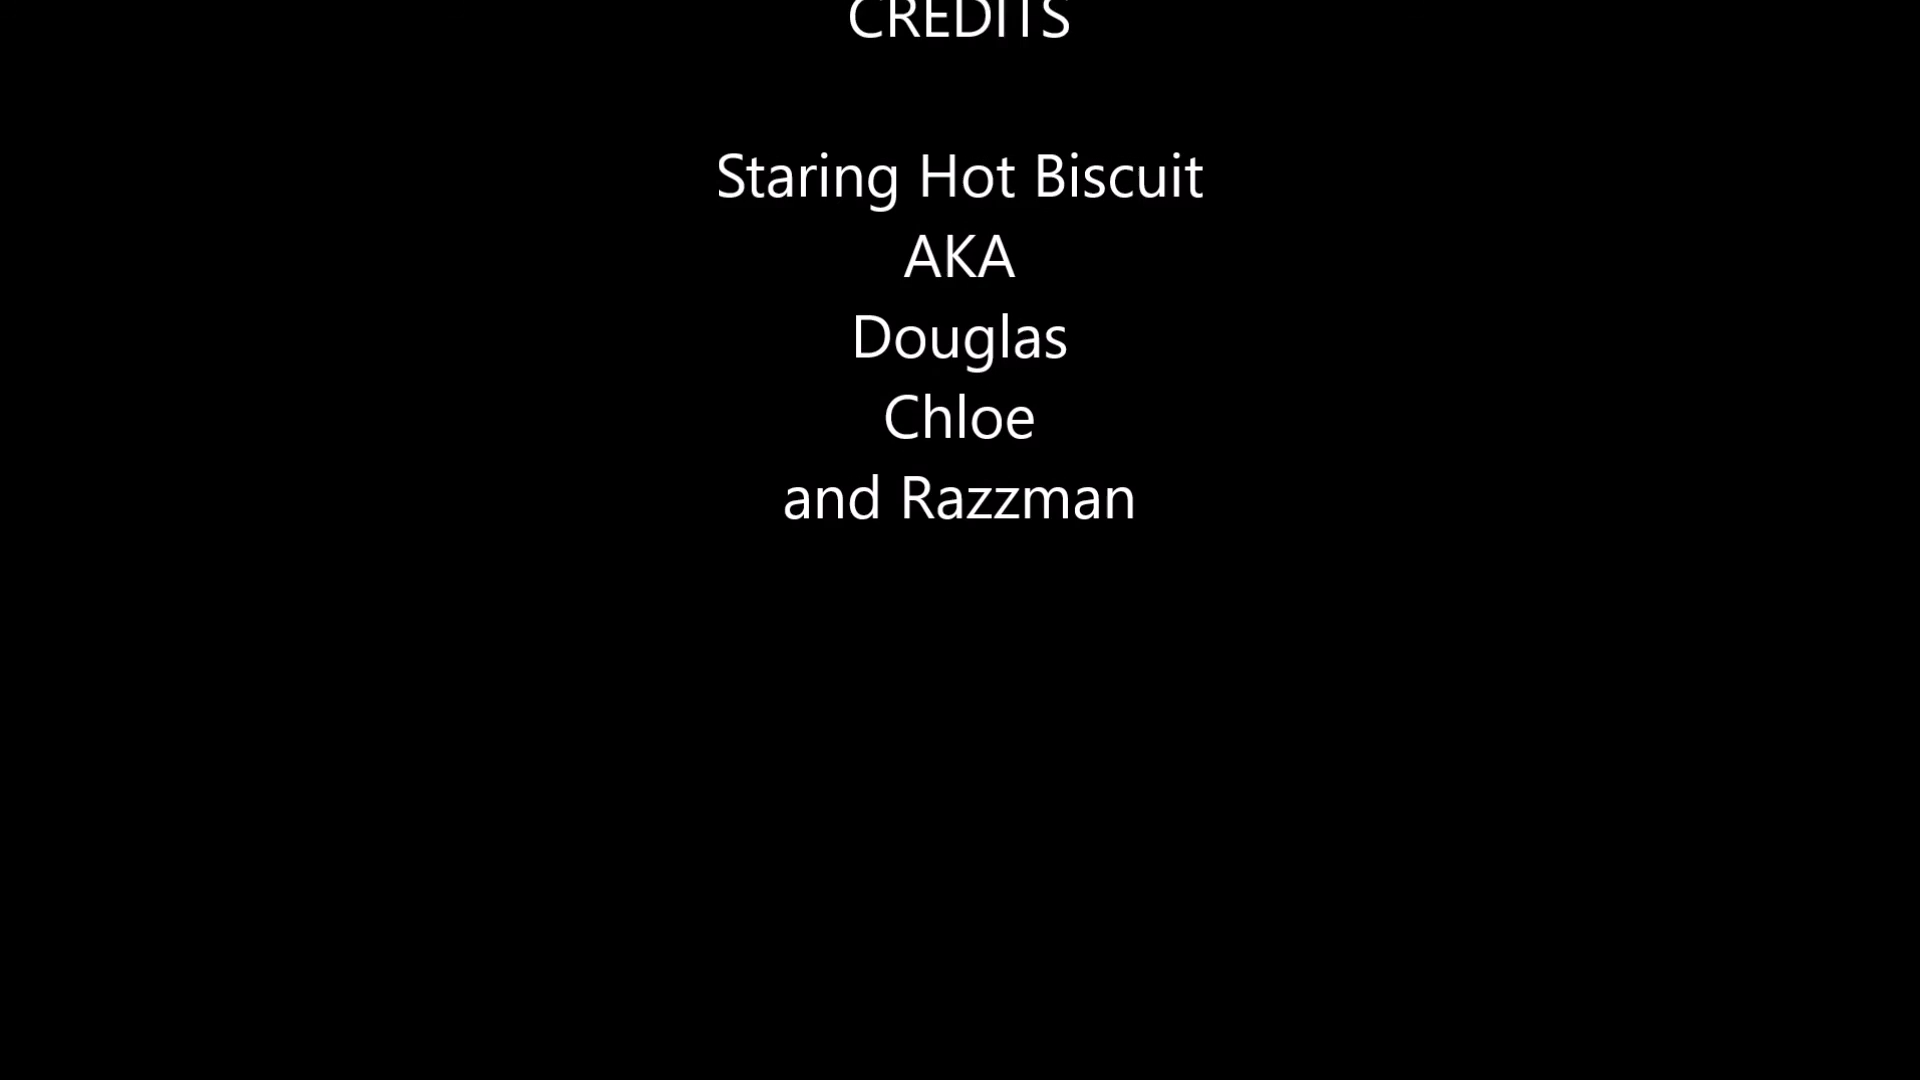 CREDITS
Staring Hot Biscuit
AKA
Douglas
Chloe
and Razzman